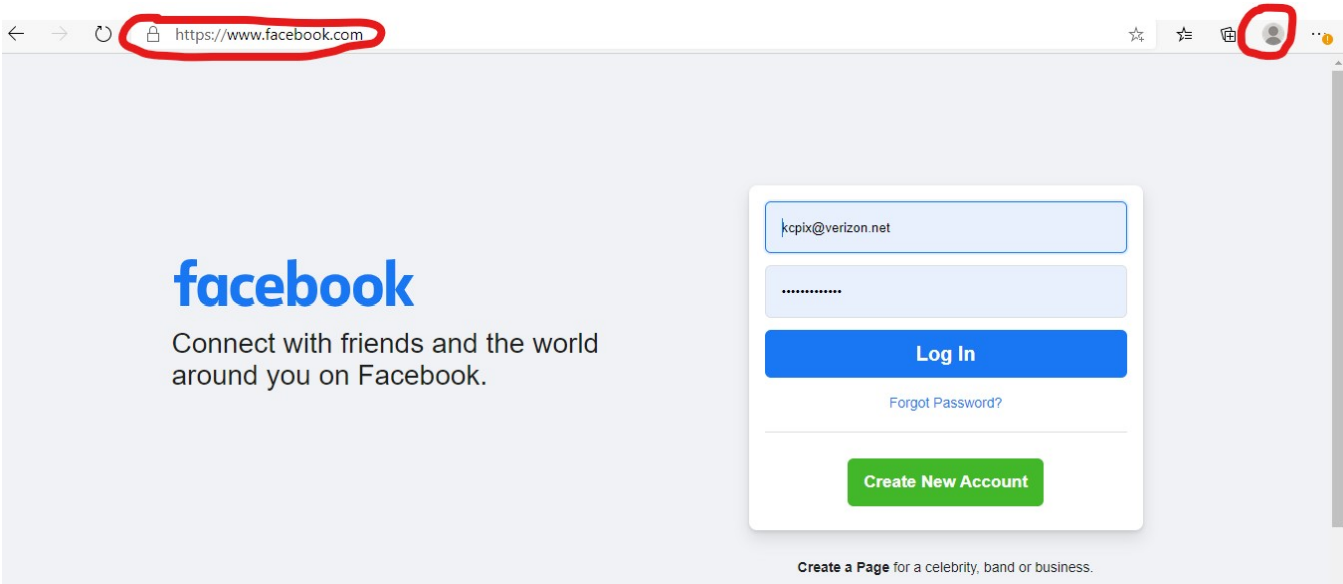 https://www.facebook.com
kcpix@verizon.net
•••••••••••••
facebook
Connect with friends and the world
around you on Facebook.
Log In
Forgot Password?
Create New Account
Create a Page for a celebrity, band or business.